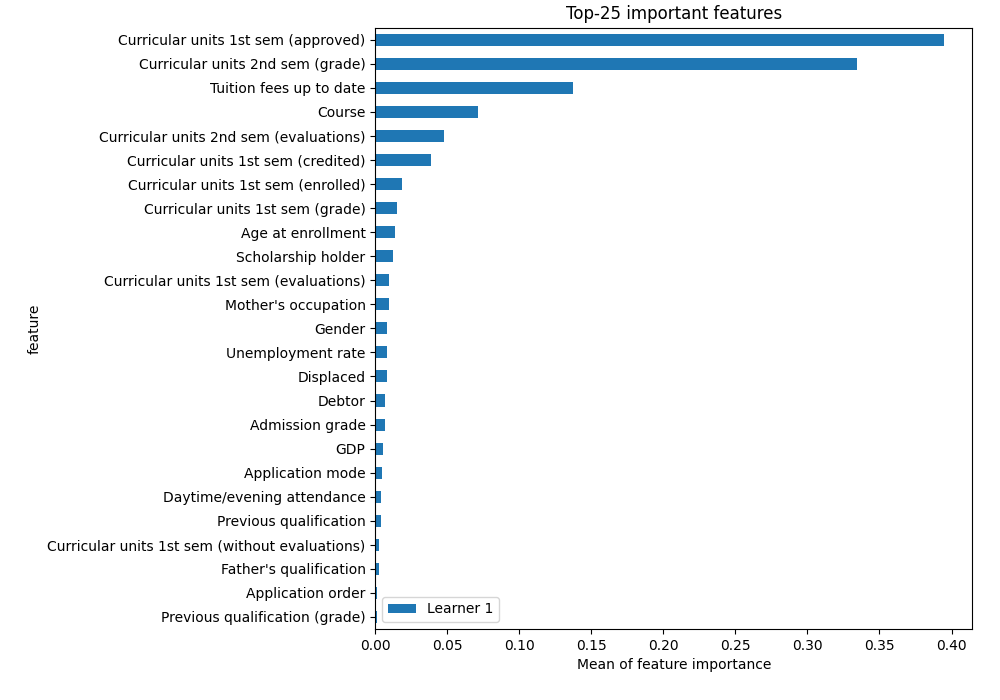 Top-25 important features
Curricular units 1st sem (approved)
Curricular units 2nd sem (grade)
Tuition fees up to date
Course
Curricular units 2nd sem (evaluations)
Curricular units 1st sem (credited)
Curricular units 1st sem (enrolled)
Curricular units 1st sem (grade)
Age at enrollment
Scholarship holder
Curricular units 1st sem (evaluations)
Mother's occupation
Gender
Unemployment rate
Displaced
Debtor
Admission grade
GDP
Application mode
Daytime/evening attendance
Previous qualification
Curricular units 1st sem (without evaluations)
Father's qualification
Application order
Previous qualification (grade)
feature
Learner 1
0.00 0.05 0.10 0.15 0.20 0.25 0.30 0.35 0.40
Mean of feature importance